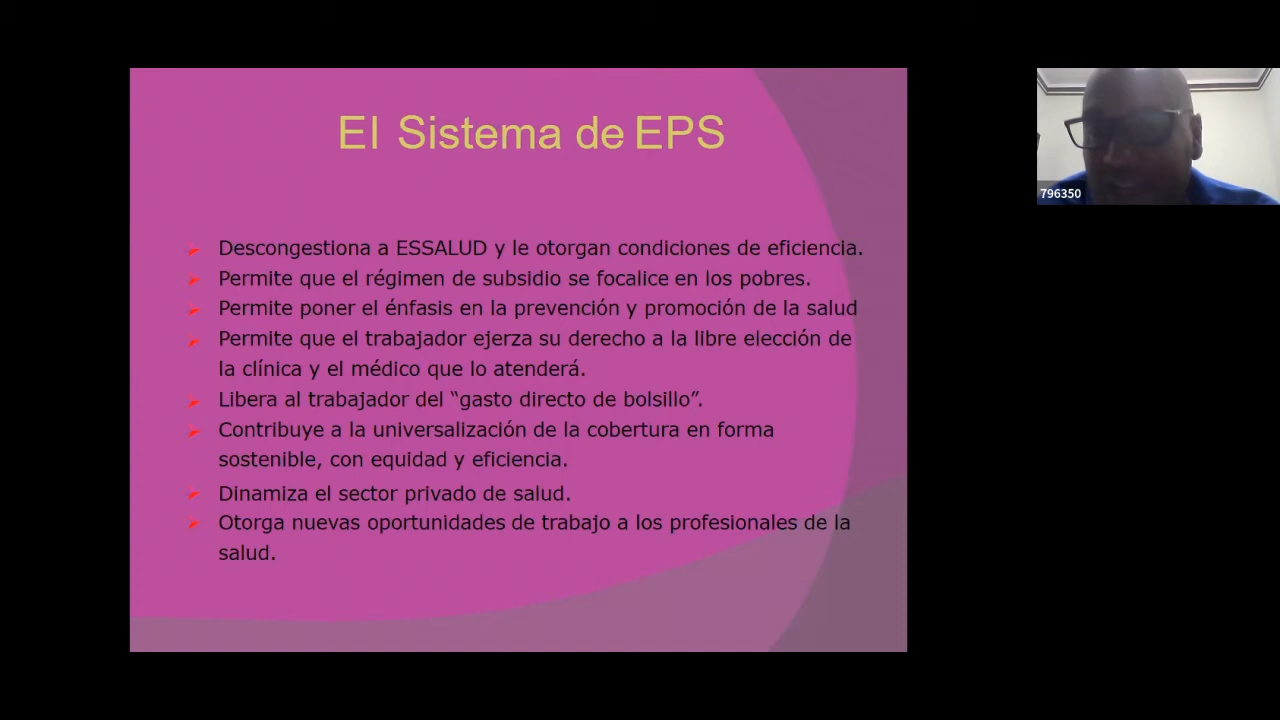 El Sistema de EPS
Descongestiona a ESSALUD y le otorgan condiciones de eficiencia.
Permite que el régimen de subsidio se focalice en los pobres.
Permite poner el énfasis en la prevención y promoción de la salud
Permite que el trabajador ejerza su derecho a la libre elección de
la clínica y el médico que lo atenderá.
Libera al trabajador del “gasto directo de bolsillo”.
Contribuye a la universalización de la cobertura en forma
sostenible, con equidad y eficiencia.
Dinamiza el sector privado de salud.
Otorga nuevas oportunidades de trabajo a los profesionales de la
salud.
796350